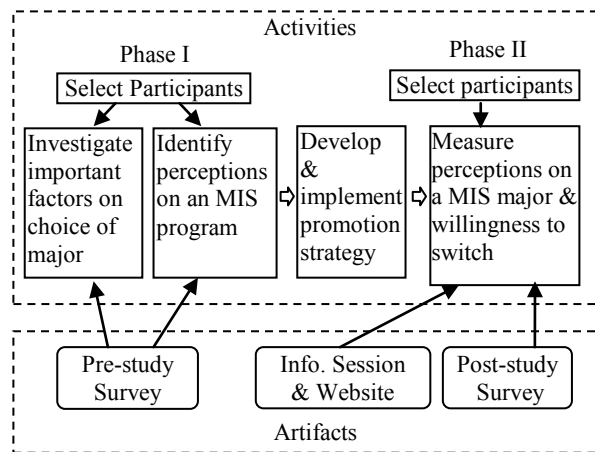 Activities
Phase I
Phase II
Select Participants
Select participants
Investigate
important
factors on
choice of
major
Identify
perceptions
on an MIS
program
Develop
&
implement
promotion
strategy
Measure
perceptions on
a MIS major &
willingness to
switch
Pre-study
Survey
Info. Session
& Website
Post-study
Survey
Artifacts